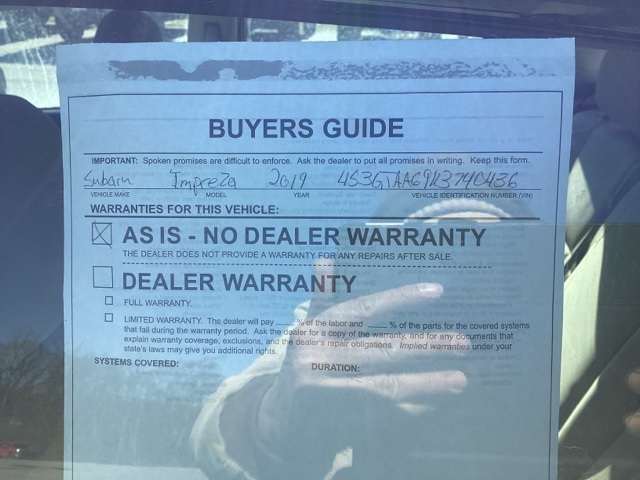 BUYERS GUIDE
IMPORTANT: Spoken promises are difficult to enforce. Ask the dealer to put all promises in writing. Keep this form.
Subaru Impreza 2019
VEHICLE MAKE MODEL YEAR VEHICLE IDENTIFICATION NUMBER (VIN)
WARRANTIES FOR THIS VEHICLE:
AS IS - NO DEALER WARRANTY
THE DEALER DOES NOT PROVIDE A WARRANTY FOR ANY REPAIRS AFTER SALE.
DEALER WARRANTY
FULL WARRANTY.
LIMITED WARRANTY. The dealer will pay ____ % of the labor and ____ % of the parts for the covered systems
that fail during the warranty period. Ask the dealer for a copy of the warranty, and for any documents that
explain warranty coverage, exclusions, and the dealer's repair obligations. Implied warranties under your
state's laws may give you additional rights.
SYSTEMS COVERED: DURATION: